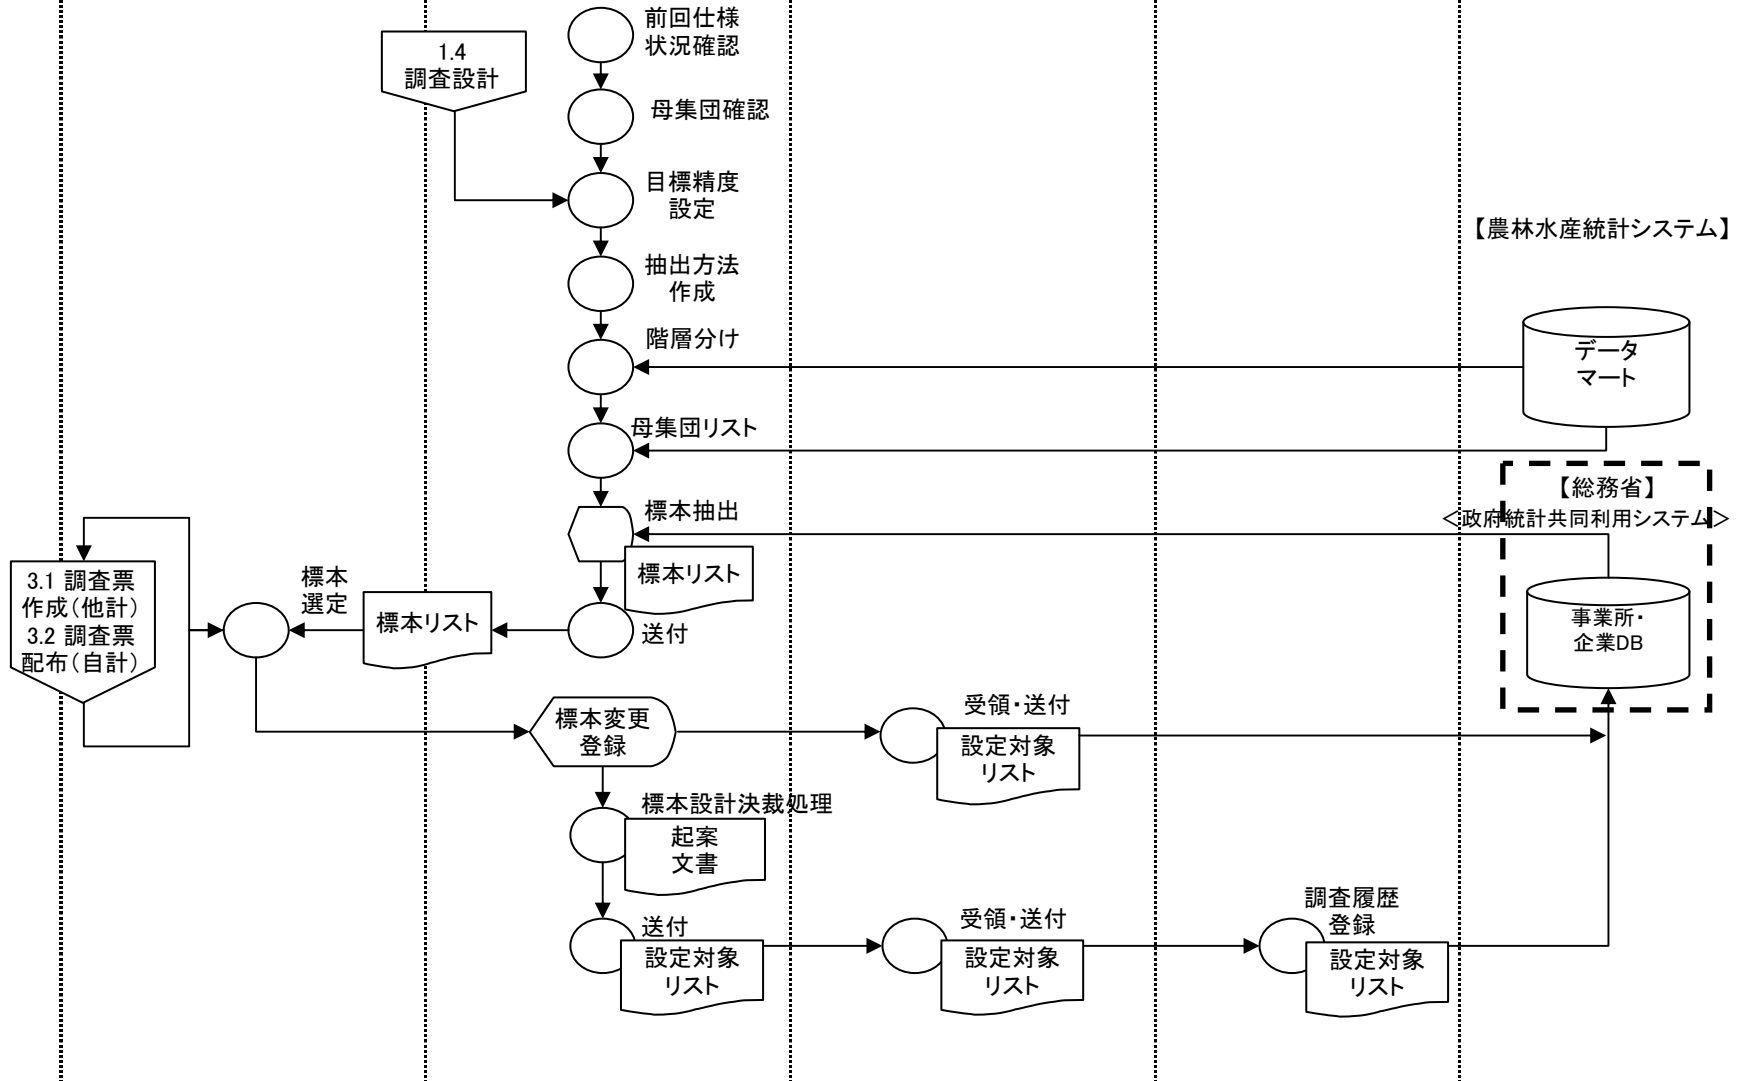 前回仕様
状況確認
1.4
調査設計
母集団確認
目標精度
設定
【農林水産統計システム】
抽出方法
作成
階層分け
データ
マート
母集団リスト
【総務省】
標本抽出
<政府統計共同利用システム>
標本リスト
3.1 調査票
作成(他計)
3.2 調査票
配布(自計)
標本
選定
標本リスト
送付
事業所・
企業DB
標本変更
登録
受領・送付
設定対象
リスト
標本設計決裁処理
起案
文書
送付
設定対象
リスト
受領・送付
設定対象
リスト
調査履歴
登録
設定対象
リスト